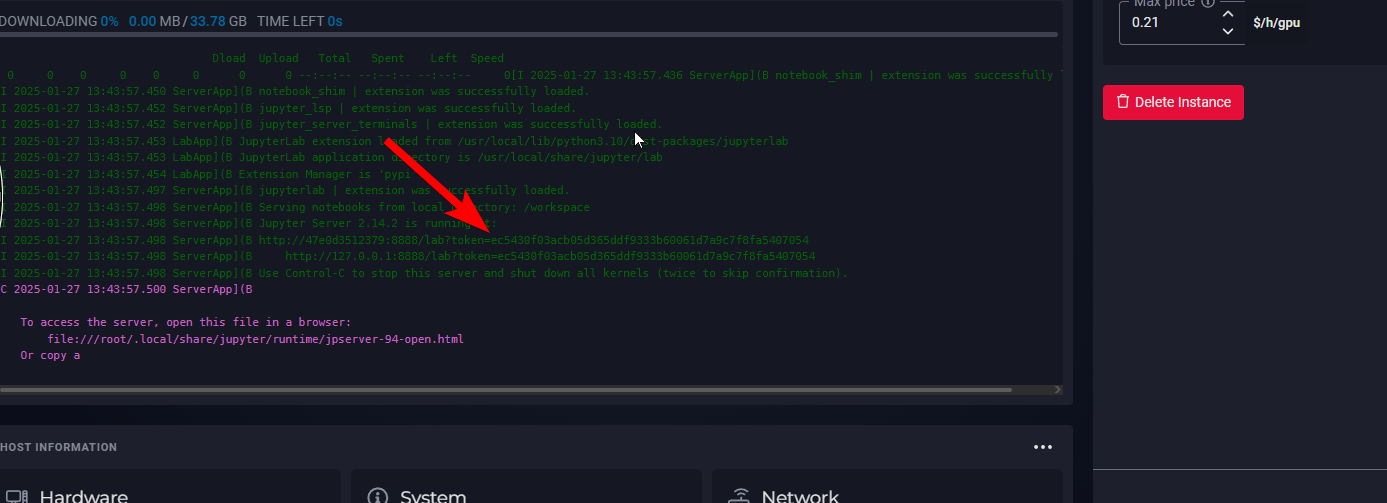 DOWNLOADING 0% 0.00 MB / 33.78 GB TIME LEFT 0s
Max price
0.21 $/h/gpu
Delete Instance
Dload Upload Total Spent Left Speed
0 0 0 0 0 0 0 0 --:--:-- --:--:-- --:--:-- 0[I 2025-01-27 13:43:57.436 ServerApp](B notebook_shim | extension was successfully
I 2025-01-27 13:43:57.450 ServerApp](B notebook_shim | extension was successfully loaded.
I 2025-01-27 13:43:57.452 ServerApp](B jupyter_lsp | extension was successfully loaded.
I 2025-01-27 13:43:57.452 ServerApp](B jupyter_server_terminals | extension was successfully loaded.
I 2025-01-27 13:43:57.453 LabApp](B JupyterLab extension loaded from /usr/local/lib/python3.10/dist-packages/jupyterlab
I 2025-01-27 13:43:57.453 LabApp](B JupyterLab application directory is /usr/local/share/jupyter/lab
I 2025-01-27 13:43:57.454 LabApp](B Extension Manager is 'pypi'
I 2025-01-27 13:43:57.497 ServerApp](B jupyterlab | extension was successfully loaded.
I 2025-01-27 13:43:57.498 ServerApp](B Serving notebooks from local directory: /workspace
I 2025-01-27 13:43:57.498 ServerApp](B Jupyter Server 2.14.2 is running at:
I 2025-01-27 13:43:57.498 ServerApp](B http://47e0d3512379:8888/lab?token=ec5430f03acb05d365ddf9333b60061d7a9c7f8fa5407054
I 2025-01-27 13:43:57.498 ServerApp](B http://127.0.0.1:8888/lab?token=ec5430f03acb05d365ddf9333b60061d7a9c7f8fa5407054
I 2025-01-27 13:43:57.498 ServerApp](B Use Control-C to stop this server and shut down all kernels (twice to skip confirmation).
C 2025-01-27 13:43:57.500 ServerApp](B
To access the server, open this file in a browser:
file:///root/.local/share/jupyter/runtime/jpserver-94-open.html
Or copy a
HOST INFORMATION
Hardware
System
Network